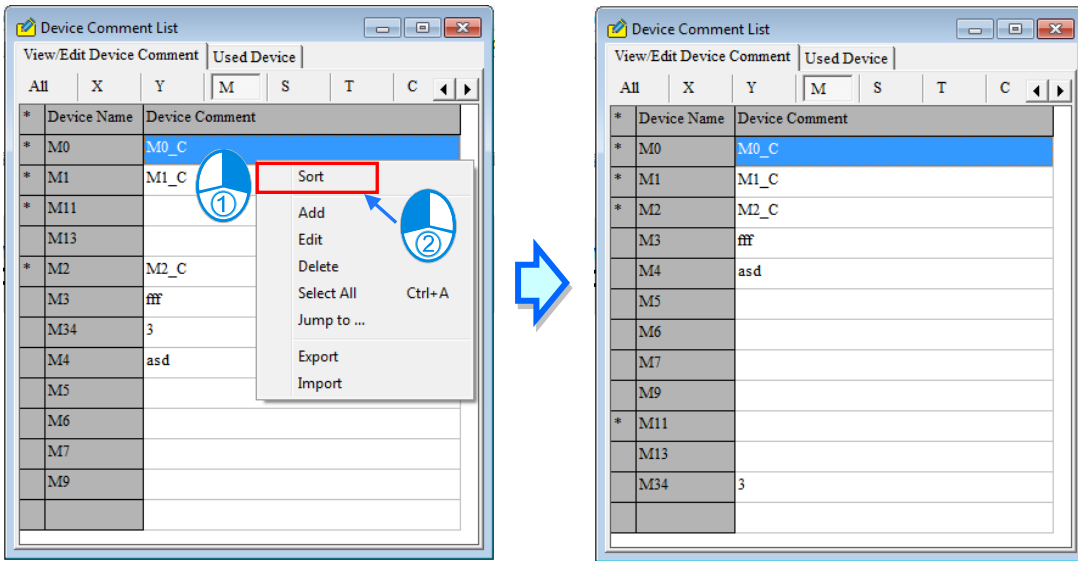 Device Comment List
View/Edit Device Comment Used Device
All X Y M S T C
* Device Name Device Comment
* M0 M0_C
* M1 M1_C
* M11
M13
* M2 M2_C
M3 fff
M34 3
M4 asd
M5
M6
M7
M9
Sort
Add
Edit
Delete
Select All Ctrl+A
Jump to ...
Export
Import
1
2
Device Comment List
View/Edit Device Comment Used Device
All X Y M S T C
* Device Name Device Comment
* M0 M0_C
* M1 M1_C
* M2 M2_C
M3 fff
M4 asd
M5
M6
M7
M9
* M11
M13
M34 3